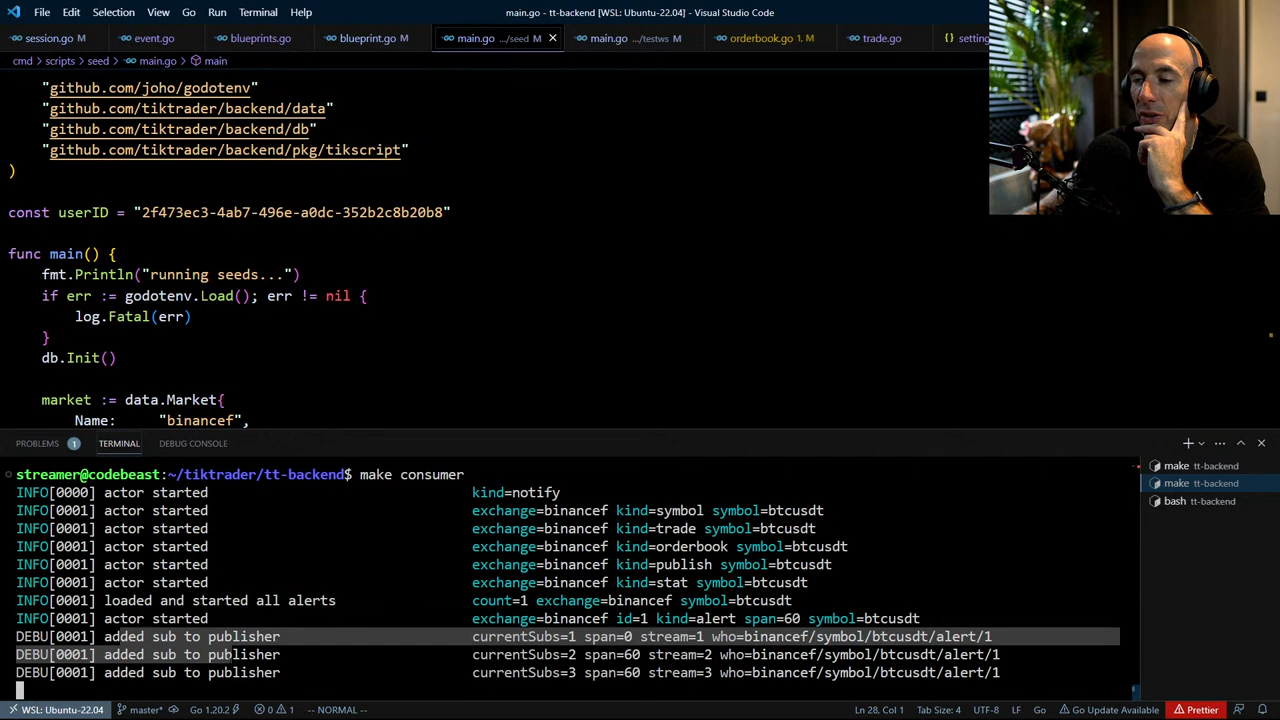 File Edit Selection View Go Run Terminal Help
main.go - tt-backend [WSL: Ubuntu-22.04] - Visual Studio Code
session.go M event.go blueprints.go blueprint.go M main.go .../seed M main.go .../testws M orderbook.go 1, M trade.go {} setting
cmd > scripts > seed > main.go > main
"github.com/joho/godotenv"
"github.com/tiktrader/backend/data"
"github.com/tiktrader/backend/db"
"github.com/tiktrader/backend/pkg/tikscript"
)
const userID = "2f473ec3-4ab7-496e-a0dc-352b2c8b20b8"
func main() {
fmt.Println("running seeds...")
if err := godotenv.Load(); err != nil {
log.Fatal(err)
}
db.Init()
market := data.Market{
Name: "binancef",
PROBLEMS 1 TERMINAL DEBUG CONSOLE
streamer@codebeast:~/tiktrader/tt-backend$ make consumer
INFO[0000] actor started kind=notify
INFO[0001] actor started exchange=binancef kind=symbol symbol=btcusdt
INFO[0001] actor started exchange=binancef kind=trade symbol=btcusdt
INFO[0001] actor started exchange=binancef kind=orderbook symbol=btcusdt
INFO[0001] actor started exchange=binancef kind=publish symbol=btcusdt
INFO[0001] actor started exchange=binancef kind=stat symbol=btcusdt
INFO[0001] loaded and started all alerts count=1 exchange=binancef symbol=btcusdt
INFO[0001] actor started exchange=binancef id=1 kind=alert span=60 symbol=btcusdt
DEBU[0001] added sub to publisher currentSubs=1 span=0 stream=1 who=binancef/symbol/btcusdt/alert/1
DEBU[0001] added sub to publisher currentSubs=2 span=60 stream=2 who=binancef/symbol/btcusdt/alert/1
DEBU[0001] added sub to publisher currentSubs=3 span=60 stream=3 who=binancef/symbol/btcusdt/alert/1
make tt-backend
make tt-backend
bash tt-backend
WSL: Ubuntu-22.04 master* Go 1.20.2 0 1 -- NORMAL -- Ln 28, Col 1 Tab Size: 4 UTF-8 LF Go Go Update Available Prettier